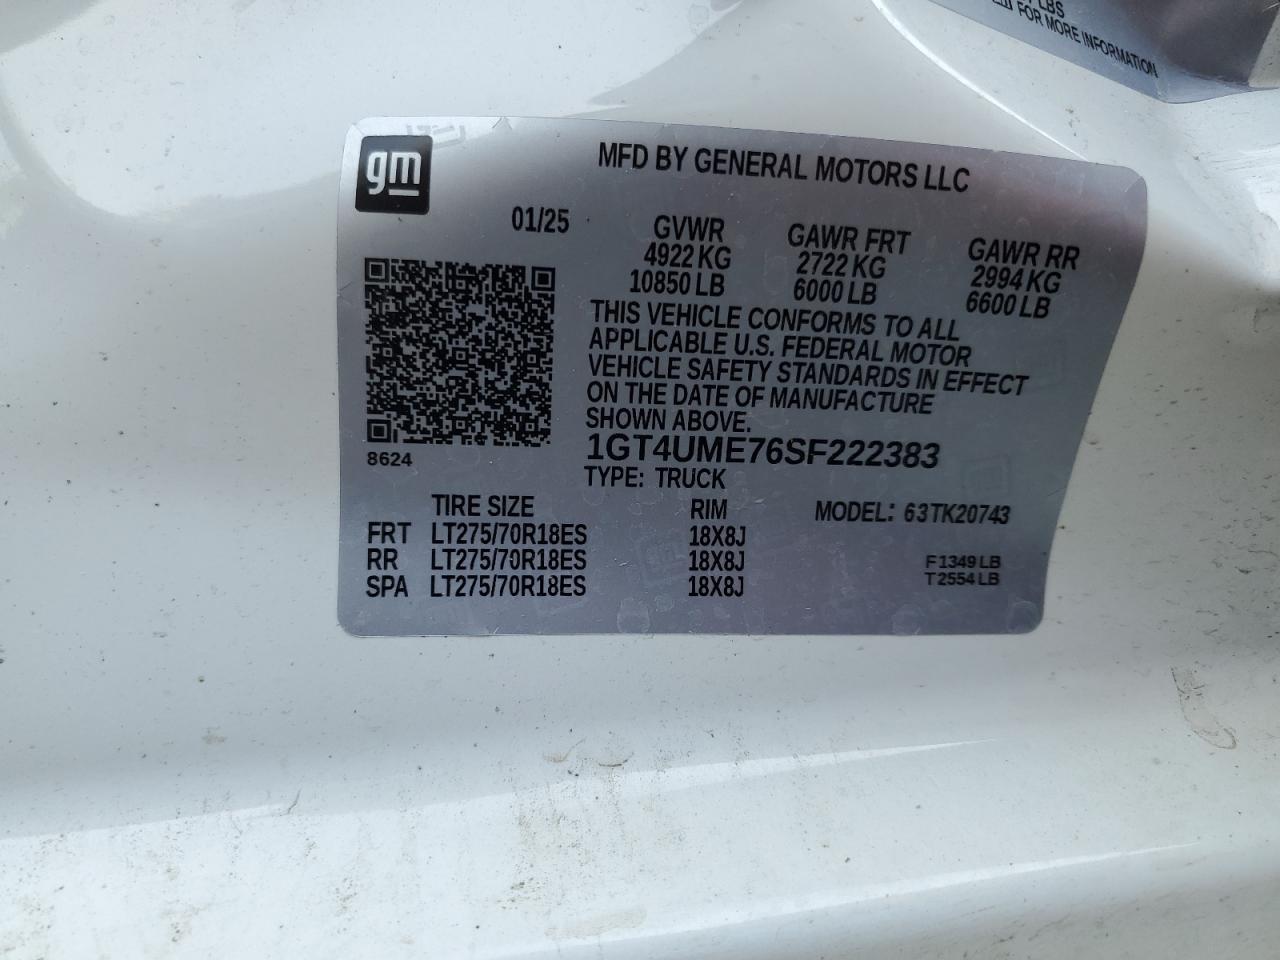 LBS
FOR MORE INFORMATION
gm
MFD BY GENERAL MOTORS LLC
01/25
GVWR GAWR FRT GAWR RR
4922 KG 2722 KG 2994 KG
10850 LB 6000 LB 6600 LB
THIS VEHICLE CONFORMS TO ALL
APPLICABLE U.S. FEDERAL MOTOR
VEHICLE SAFETY STANDARDS IN EFFECT
ON THE DATE OF MANUFACTURE
SHOWN ABOVE.
8624
1GT4UME76SF222383
TYPE: TRUCK
TIRE SIZE RIM MODEL: 63TK20743
FRT LT275/70R18ES 18X8J
RR LT275/70R18ES 18X8J F1349 LB
SPA LT275/70R18ES 18X8J T2554 LB